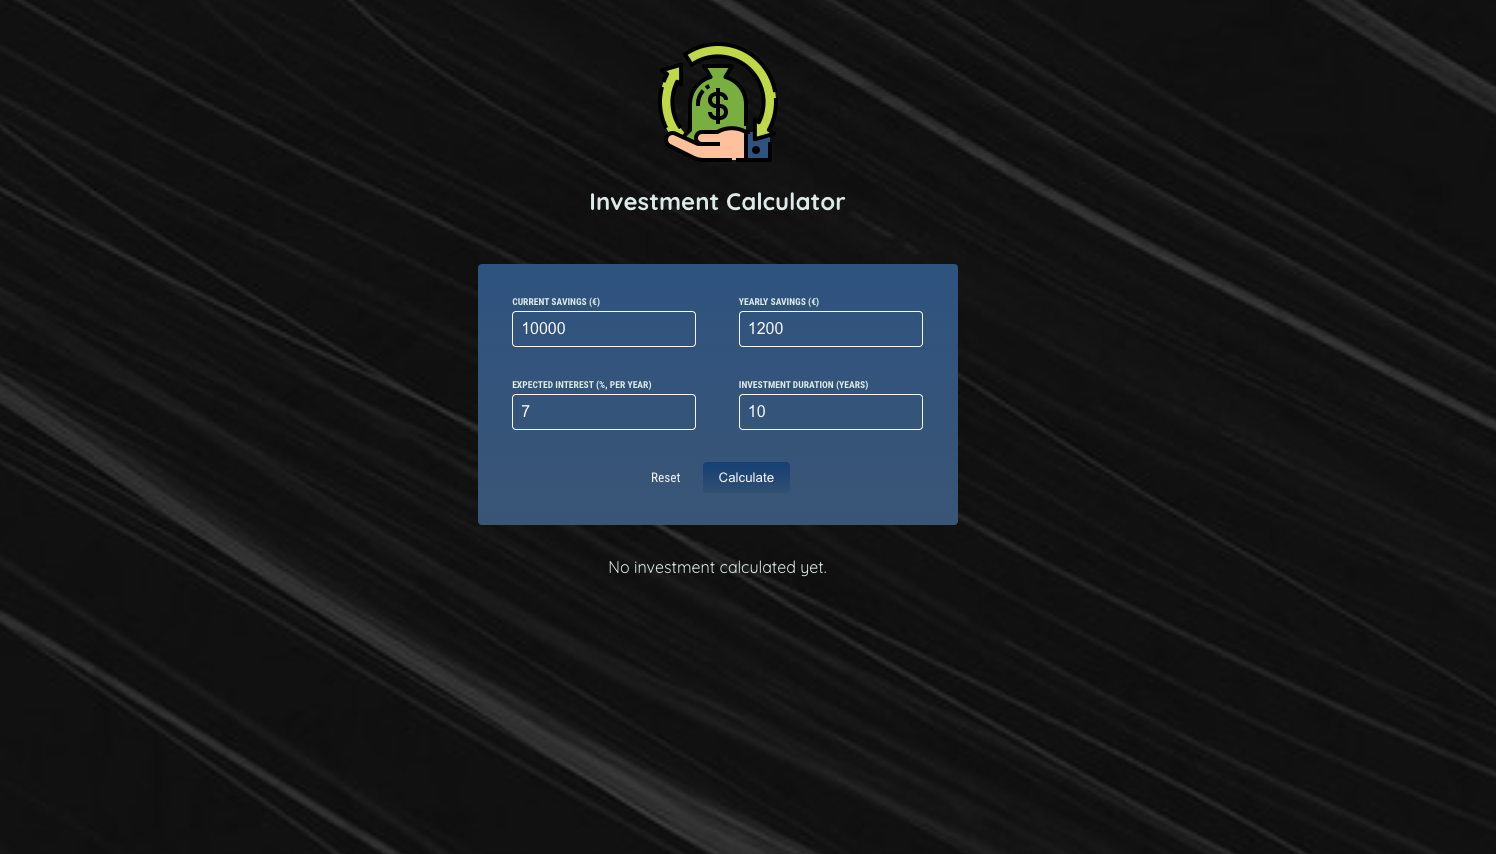 $
Investment Calculator
CURRENT SAVINGS (€)
YEARLY SAVINGS (€)
10000
1200
EXPECTED INTEREST (%, PER YEAR)
INVESTMENT DURATION (YEARS)
7
10
Reset
Calculate
No investment calculated yet.